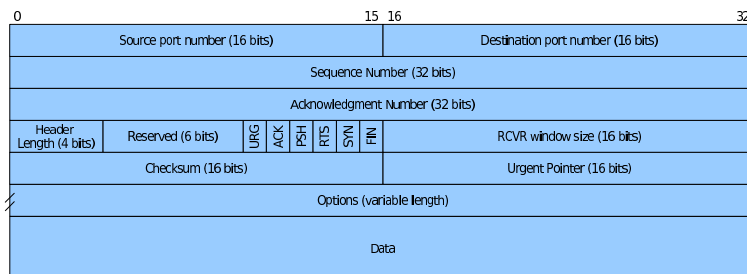 0 15 16 32
Source port number (16 bits) Destination port number (16 bits)
Sequence Number (32 bits)
Acknowledgment Number (32 bits)
Header
Length (4 bits)
Reserved (6 bits)
URG
ACK
PSH
RTS
SYN
FIN
RCVR window size (16 bits)
Checksum (16 bits) Urgent Pointer (16 bits)
Options (variable length)
Data